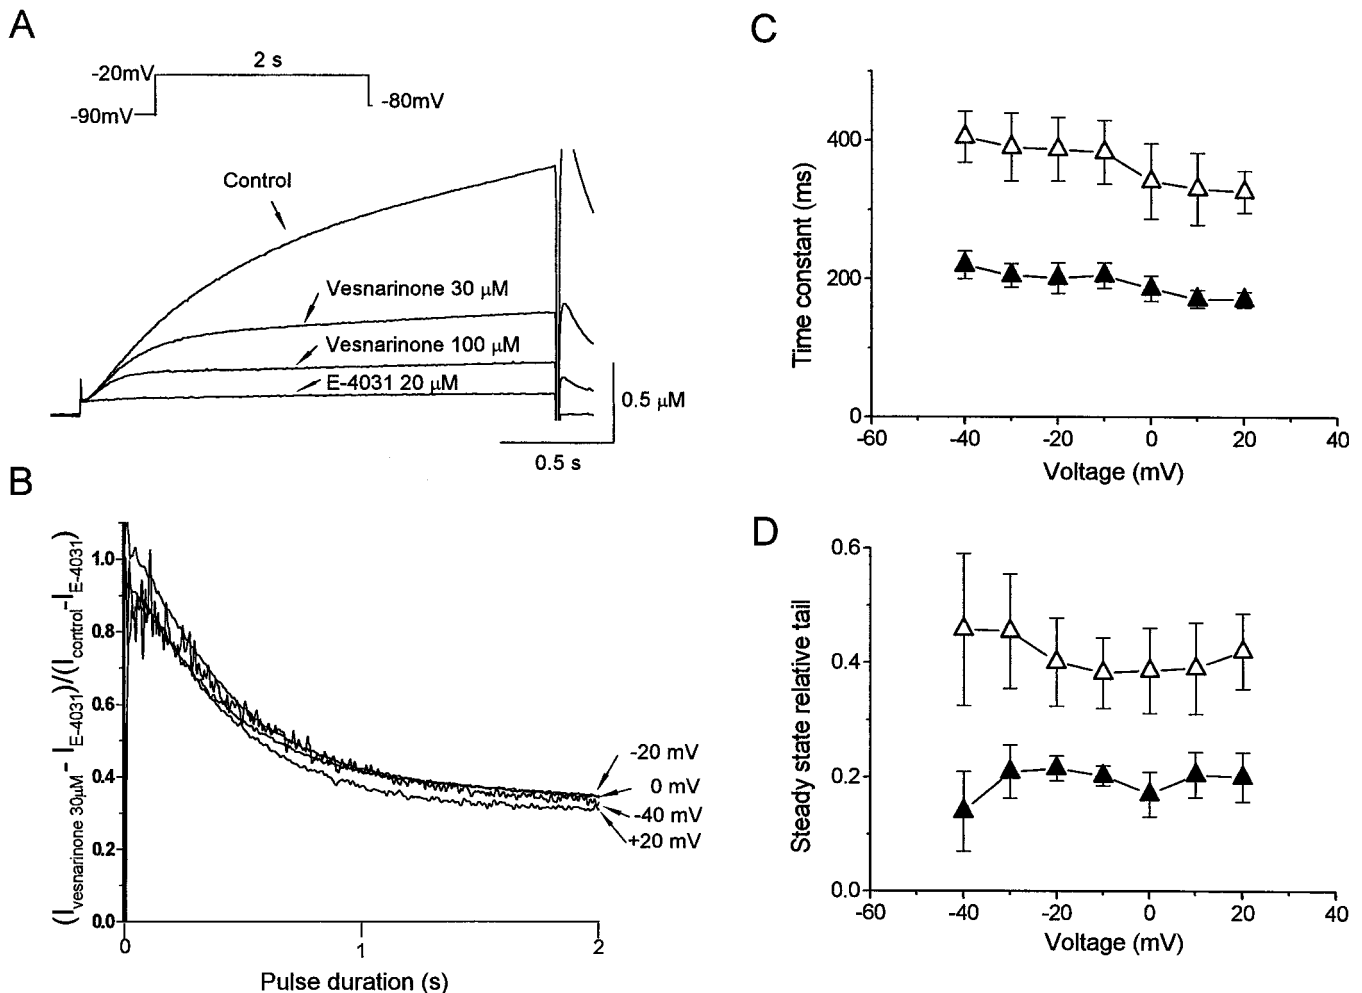 A
2 s
-20mV
-80mV
-90mV
Control
Vesnarinone 30 μM
Vesnarinone 100 μM
E-4031 20 μM
0.5 μM
0.5 s
B
(I vesnarinone 30μM – I E-4031)/(I control-I E-4031)
1.0
0.8
0.6
0.4
0.2
0.0
0
1
2
-20 mV
0 mV
-40 mV
+20 mV
Pulse duration (s)
C
Time constant (ms)
400
200
0
-60
-40
-20
0
20
40
Voltage (mV)
D
Steady state relative tail
0.6
0.4
0.2
0.0
-60
-40
-20
0
20
40
Voltage (mV)